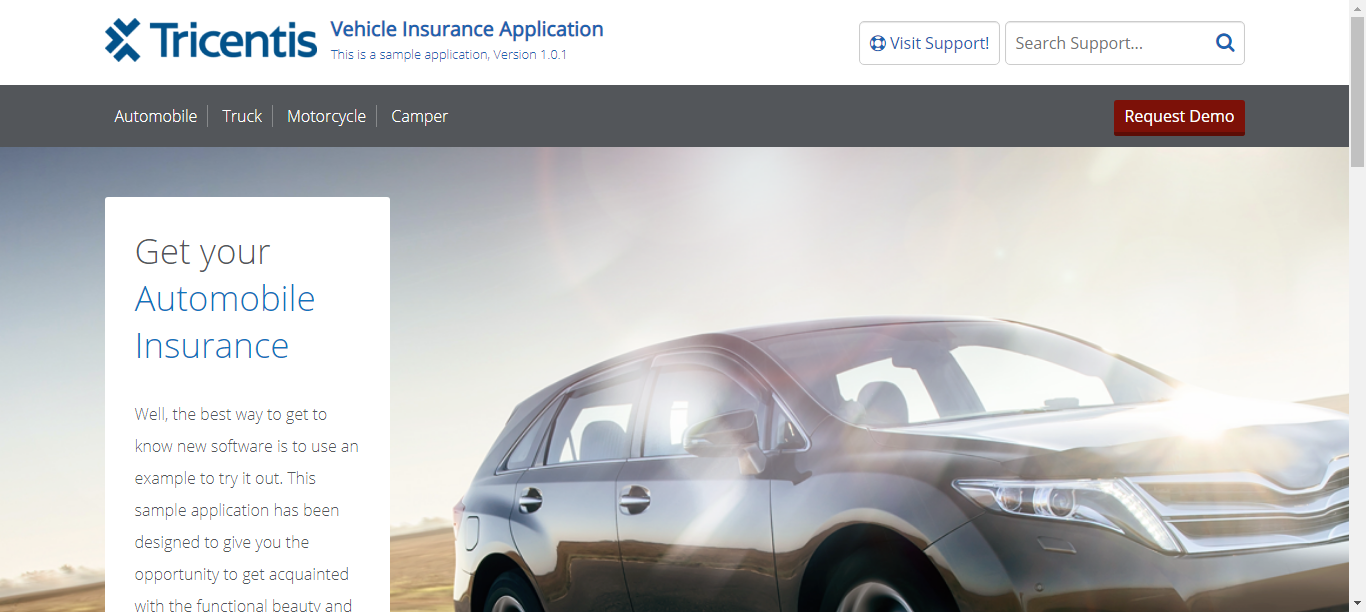 Tricentis
Vehicle Insurance Application
This is a sample application, Version 1.0.1
Visit Support!
Search Support...
Automobile
Truck
Motorcycle
Camper
Request Demo
Get your
Automobile
Insurance
Well, the best way to get to
know new software is to use an
example to try it out. This
sample application has been
designed to give you the
opportunity to get acquainted
with the functional beauty and